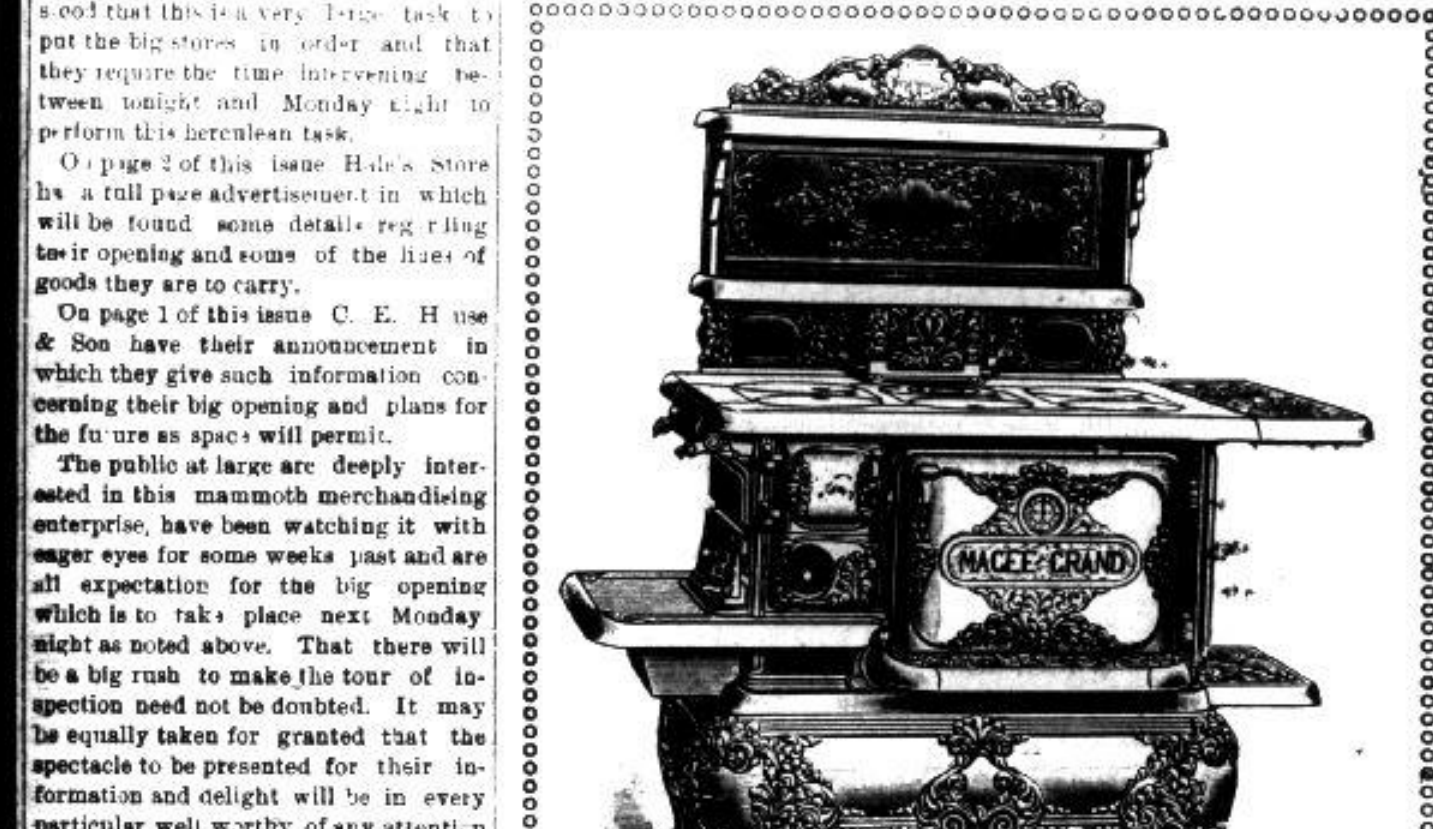 stood that this is a very large task to
put the big stores in order and that
they require the time intervening be-
tween tonight and Monday night to
perform this herculean task.
On page 2 of this issue Hale's Store
has a full page advertisement in which
will be found some details regarding
their opening and some of the lines of
goods they are to carry.
On page 1 of this issue C. E. House
& Son have their announcement in
which they give such information con-
cerning their big opening and plans for
the future as space will permit.
The public at large are deeply inter-
ested in this mammoth merchandising
enterprise, have been watching it with
eager eyes for some weeks past and are
all expectation for the big opening
which is to take place next Monday
night as noted above. That there will
be a big rush to make the tour of in-
spection need not be doubted. It may
be equally taken for granted that the
spectacle to be presented for their in-
formation and delight will be in every
particular well worthy of any attention
MAGEE GRAND